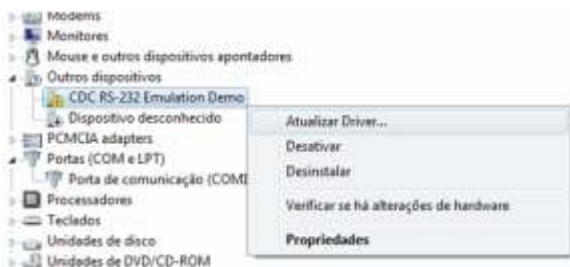 Modems
Monitores
Mouse e outros dispositivos apontadores
Outros dispositivos
CDC RS-232 Emulation Demo
Dispositivo desconhecido
PCMCIA adapters
Portas (COM e LPT)
Porta de comunicação (COM1
Processadores
Teclados
Unidades de disco
Unidades de DVD/CD-ROM
Atualizar Driver...
Desativar
Desinstalar
Verificar se há alterações de hardware
Propriedades